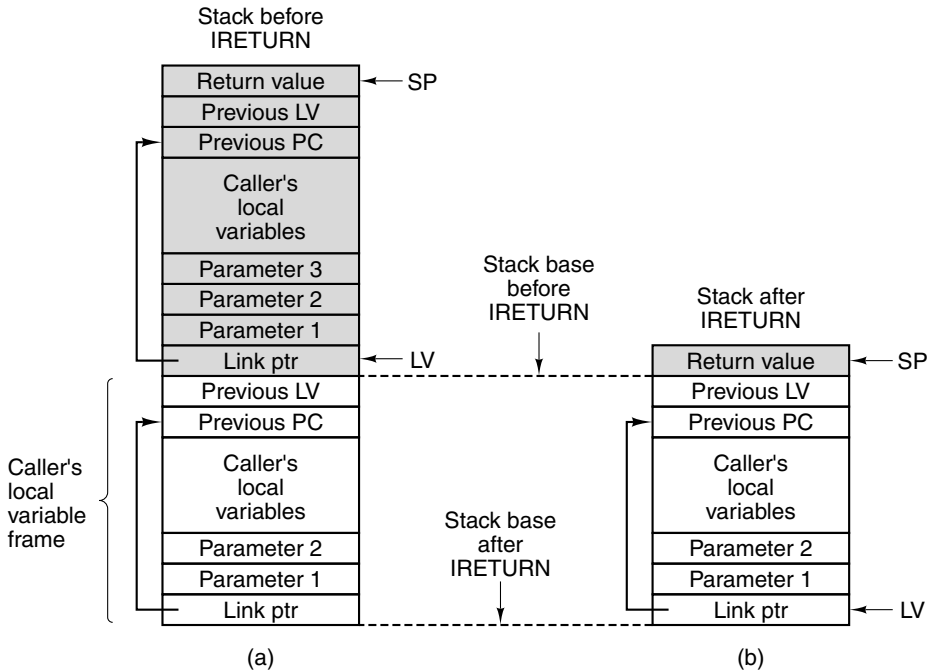 Stack before
IRETURN
Return value
SP
Previous LV
Previous PC
Caller's
local
variables
Parameter 3
Parameter 2
Parameter 1
Link ptr
LV
Stack base
before
IRETURN
Stack after
IRETURN
Caller's
local
variable
frame
Previous LV
Previous PC
Caller's
local
variables
Parameter 2
Parameter 1
Link ptr
Stack base
after
IRETURN
Return value
SP
Previous LV
Previous PC
Caller's
local
variables
Parameter 2
Parameter 1
Link ptr
LV
(a)
(b)